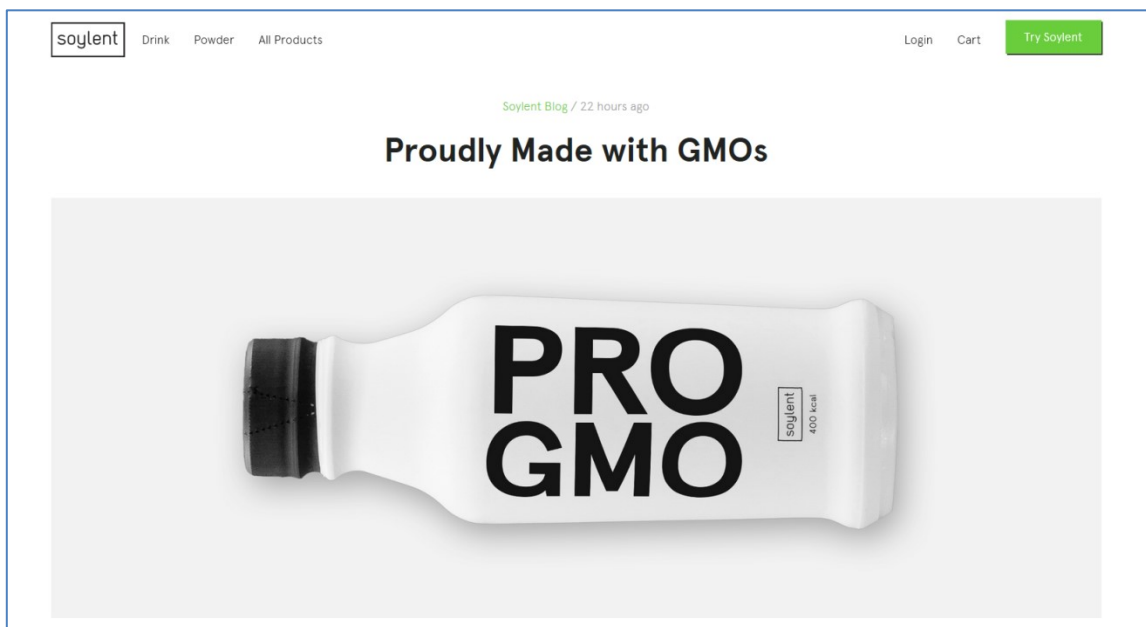 soylent Drink Powder All Products Login Cart Try Soylent
Soylent Blog / 22 hours ago
Proudly Made with GMOs
PRO
GMO
soylent
400 kcal